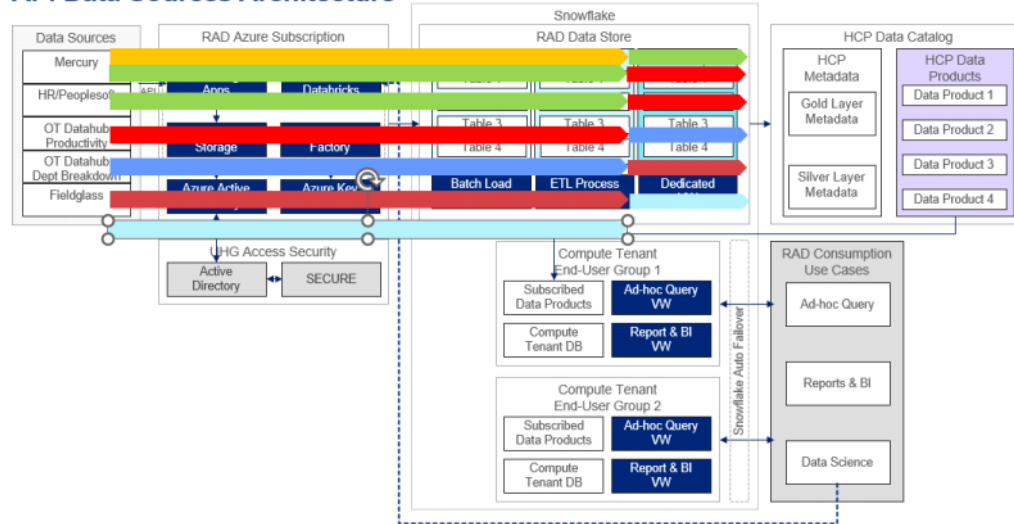 API Data Sources Architecture
Data Sources
Mercury
HR/Peoplesoft
OT Datahub
Productivity
OT Datahub
Dept Breakdown
Fieldglass
API
RAD Azure Subscription
Apps
Databricks
Storage
Factory
Azure Active
Azure Key
UHG Access Security
Active
Directory
SECURE
Snowflake
RAD Data Store
Table 3
Table 4
Table 3
Table 4
Table 3
Table 4
Batch Load
ETL Process
Dedicated
Compute Tenant
End-User Group 1
Subscribed
Data Products
Ad-hoc Query
VW
Compute
Tenant DB
Report & BI
VW
Compute Tenant
End-User Group 2
Subscribed
Data Products
Ad-hoc Query
VW
Compute
Tenant DB
Report & BI
VW
Snowflake Auto Failover
HCP Data Catalog
HCP
Metadata
Gold Layer
Metadata
Silver Layer
Metadata
HCP Data
Products
Data Product 1
Data Product 2
Data Product 3
Data Product 4
RAD Consumption
Use Cases
Ad-hoc Query
Reports & BI
Data Science